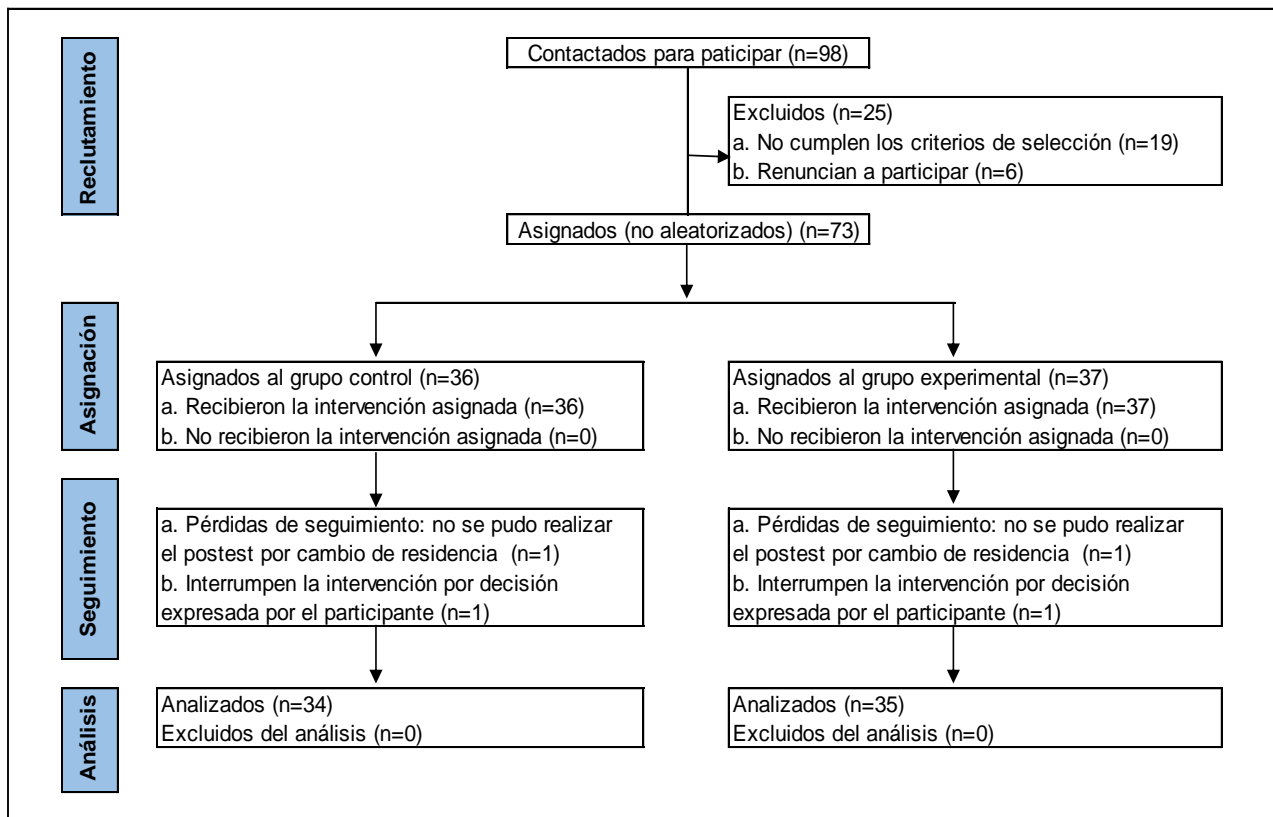 Reclutamiento
Contactados para paticipar (n=98)
Excluidos (n=25)
a. No cumplen los criterios de selección (n=19)
b. Renuncian a participar (n=6)
Asignados (no aleatorizados) (n=73)
Asignación
Asignados al grupo control (n=36)
a. Recibieron la intervención asignada (n=36)
b. No recibieron la intervención asignada (n=0)
Asignados al grupo experimental (n=37)
a. Recibieron la intervención asignada (n=37)
b. No recibieron la intervención asignada (n=0)
Seguimiento
a. Pérdidas de seguimiento: no se pudo realizar
el postest por cambio de residencia (n=1)
b. Interrumpen la intervención por decisión
expresada por el participante (n=1)
a. Pérdidas de seguimiento: no se pudo realizar
el postest por cambio de residencia (n=1)
b. Interrumpen la intervención por decisión
expresada por el participante (n=1)
Análisis
Analizados (n=34)
Excluidos del análisis (n=0)
Analizados (n=35)
Excluidos del análisis (n=0)